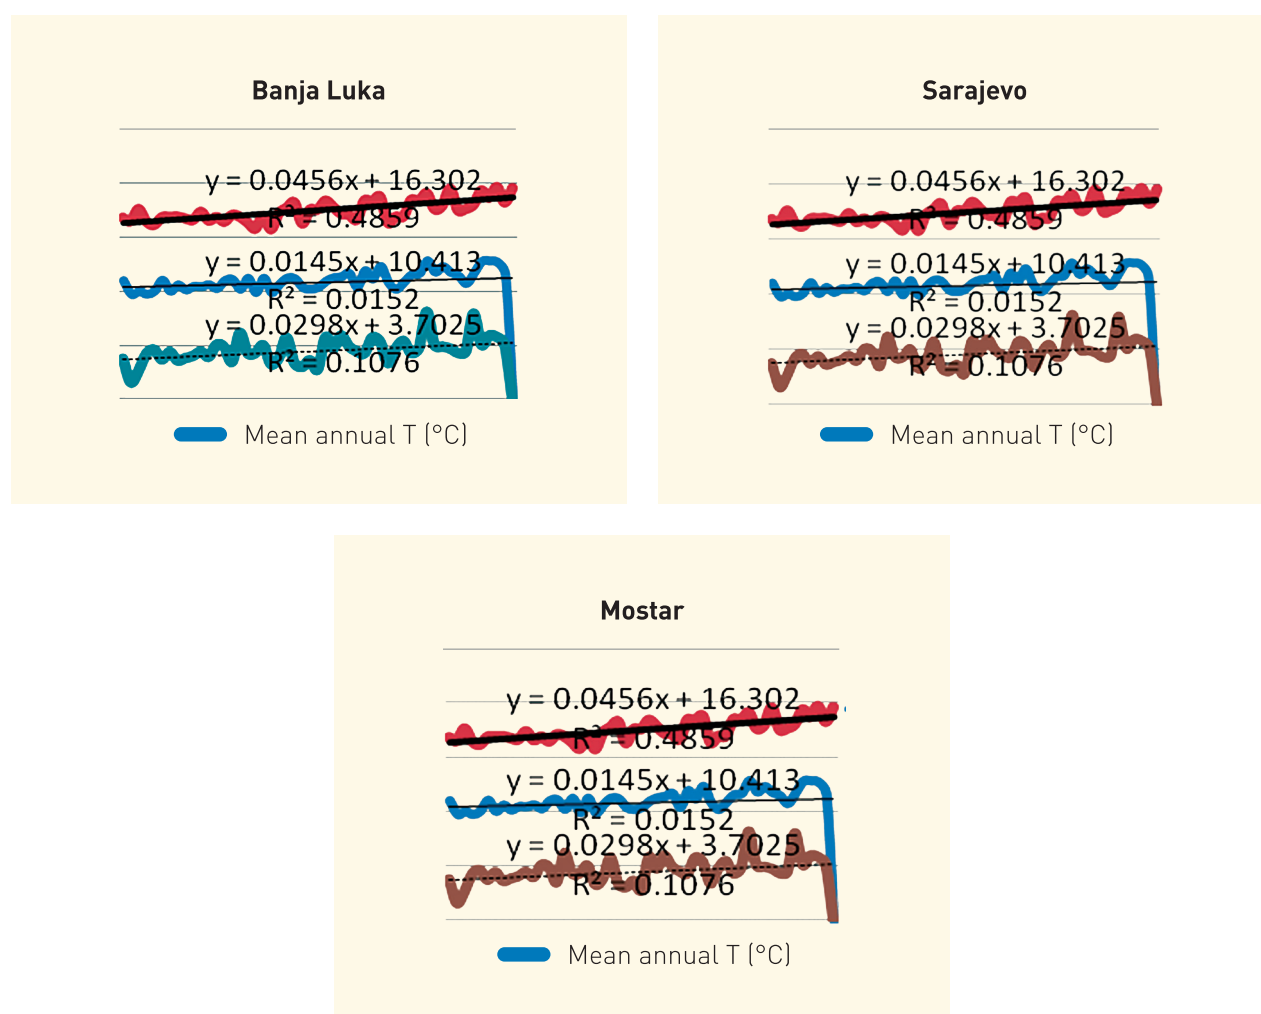 Banja Luka
y = 0.0456x + 16.302
R² = 0.4859
y = 0.0145x + 10.413
R² = 0.0152
y = 0.0298x + 3.7025
R² = 0.1076
Mean annual T (°C)
Sarajevo
y = 0.0456x + 16.302
R² = 0.4859
y = 0.0145x + 10.413
R² = 0.0152
y = 0.0298x + 3.7025
R² = 0.1076
Mean annual T (°C)
Mostar
y = 0.0456x + 16.302
R² = 0.4859
y = 0.0145x + 10.413
R² = 0.0152
y = 0.0298x + 3.7025
R² = 0.1076
Mean annual T (°C)